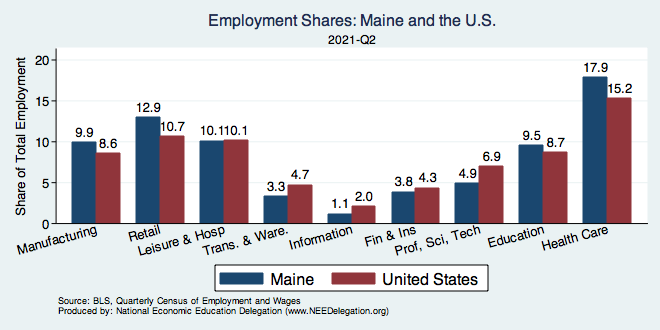 Employment Shares: Maine and the U.S.
2021-Q2
Share of Total Employment
20
15
10
5
0
9.9
8.6
12.9
10.7
10.1
10.1
3.3
4.7
1.1
2.0
3.8
4.3
4.9
6.9
9.5
8.7
17.9
15.2
Manufacturing
Retail
Leisure & Hosp
Trans. & Ware.
Information
Fin & Ins
Prof, Sci, Tech
Education
Health Care
Maine
United States
Source: BLS, Quarterly Census of Employment and Wages
Produced by: National Economic Education Delegation (www.NEEDelegation.org)